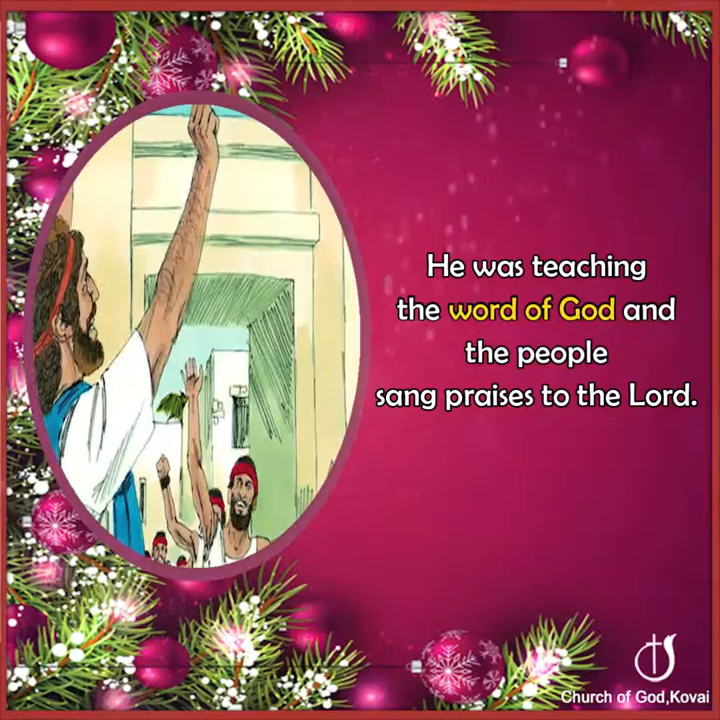 He was teaching
the word of God and
the people
sang praises to the Lord.
Church of God,Kovai